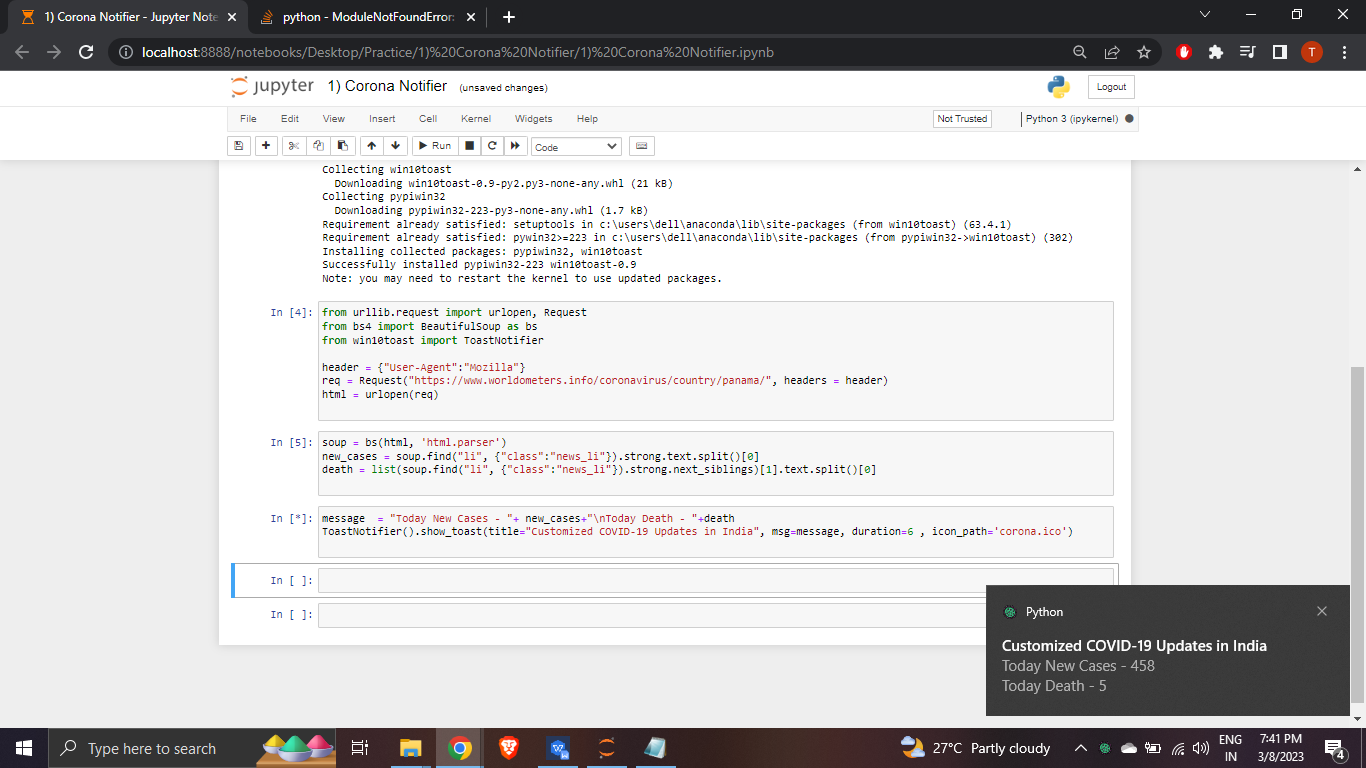 1) Corona Notifier - Jupyter Note
python - ModuleNotFoundError:
localhost:8888/notebooks/Desktop/Practice/1)%20Corona%20Notifier/1)%20Corona%20Notifier.ipynb
T
jupyter 1) Corona Notifier (unsaved changes)
Logout
File Edit View Insert Cell Kernel Widgets Help
Not Trusted
Python 3 (ipykernel)
Run
Code
Collecting win10toast
Downloading win10toast-0.9-py2.py3-none-any.whl (21 kB)
Collecting pypiwin32
Downloading pypiwin32-223-py3-none-any.whl (1.7 kB)
Requirement already satisfied: setuptools in c:\users\dell\anaconda\lib\site-packages (from win10toast) (63.4.1)
Requirement already satisfied: pywin32>=223 in c:\users\dell\anaconda\lib\site-packages (from pypiwin32->win10toast) (302)
Installing collected packages: pypiwin32, win10toast
Successfully installed pypiwin32-223 win10toast-0.9
Note: you may need to restart the kernel to use updated packages.
In [4]: from urllib.request import urlopen, Request
from bs4 import BeautifulSoup as bs
from win10toast import ToastNotifier
header = {"User-Agent":"Mozilla"}
req = Request("https://www.worldometers.info/coronavirus/country/panama/", headers = header)
html = urlopen(req)
In [5]: soup = bs(html, 'html.parser')
new_cases = soup.find("li", {"class":"news_li"}).strong.text.split()[0]
death = list(soup.find("li", {"class":"news_li"}).strong.next_siblings)[1].text.split()[0]
In [*]: message  = "Today New Cases - "+ new_cases+"\nToday Death - "+death
ToastNotifier().show_toast(title="Customized COVID-19 Updates in India", msg=message, duration=6 , icon_path='corona.ico')
In [ ]:
In [ ]:
Python
Customized COVID-19 Updates in India
Today New Cases - 458
Today Death - 5
Type here to search
27°C Partly cloudy
ENG
IN
7:41 PM
3/8/2023
4